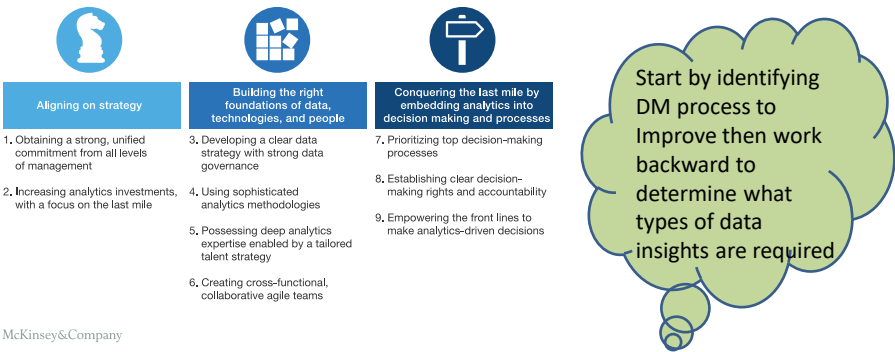 Aligning on strategy
1. Obtaining a strong, unified
commitment from all levels
of management
2. Increasing analytics investments,
with a focus on the last mile
Building the right
foundations of data,
technologies, and people
3. Developing a clear data
strategy with strong data
governance
4. Using sophisticated
analytics methodologies
5. Possessing deep analytics
expertise enabled by a tailored
talent strategy
6. Creating cross-functional,
collaborative agile teams
Conquering the last mile by
embedding analytics into
decision making and processes
7. Prioritizing top decision-making
processes
8. Establishing clear decision-
making rights and accountability
9. Empowering the front lines to
make analytics-driven decisions
Start by identifying
DM process to
Improve then work
backward to
determine what
types of data
insights are required
McKinsey&Company